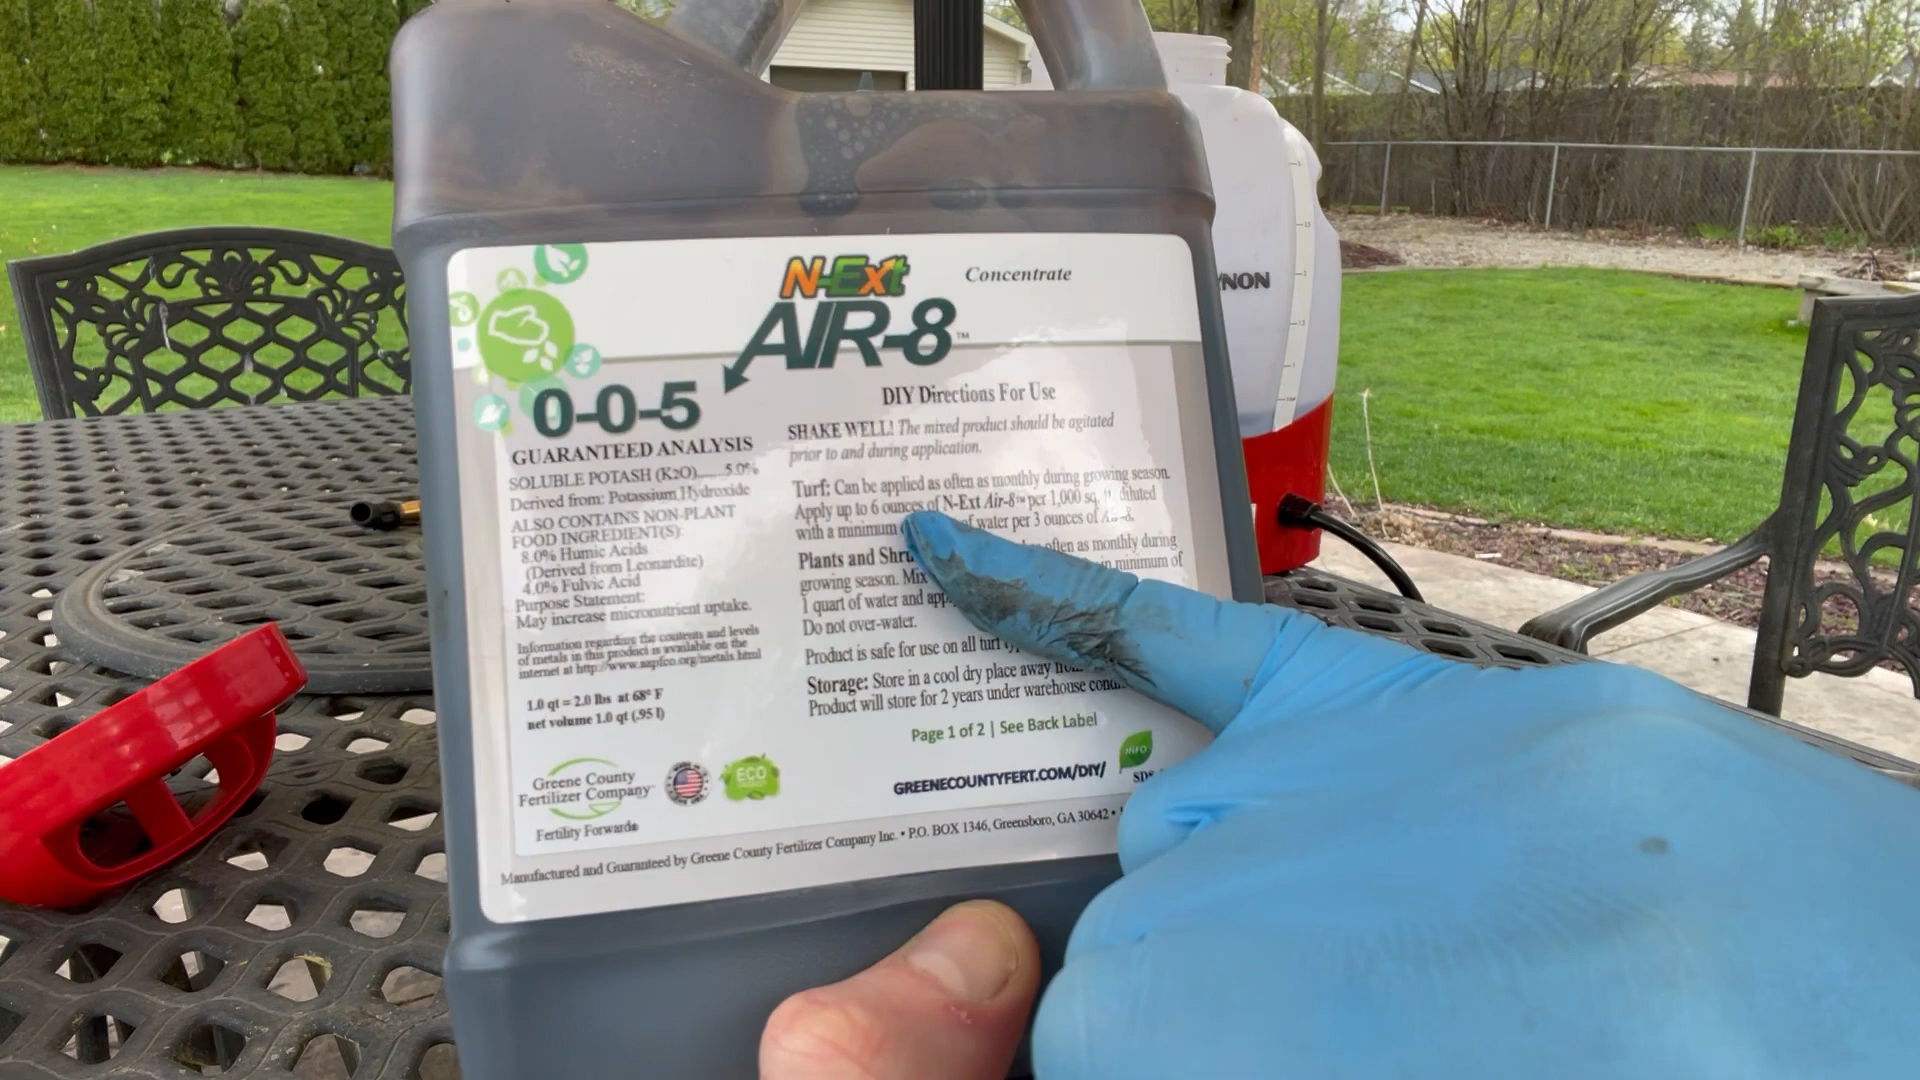 N-Ext
Concentrate
AIR-8™
0-0-5
GUARANTEED ANALYSIS
SOLUBLE POTASH (K2O)......5.0%
Derived from: Potassium Hydroxide
ALSO CONTAINS NON-PLANT
FOOD INGREDIENT(S):
8.0% Humic Acids
(Derived from Leonardite)
4.0% Fulvic Acid
Purpose Statement:
May increase micronutrient uptake.
Information regarding the contents and levels
of metals in this product is available on the
internet at http://www.aapfco.org/metals.html
1.0 qt = 2.0 lbs at 68° F
net volume 1.0 qt (.95 l)
Greene County
Fertilizer Company
Fertility Forward®
ECO
DIY Directions For Use
SHAKE WELL! The mixed product should be agitated
prior to and during application.
Turf: Can be applied as often as monthly during growing season.
Apply up to 6 ounces of N-Ext Air-8™ per 1,000 sq. diluted
with a minimum of water per 3 ounces of Air-8.
Plants and often as monthly during
growing season. Mix minimum of
1 quart of water and
Do not over-water.
Product is safe for use on all turf
Storage: Store in a cool dry place away
Product will store for 2 years under warehouse
Page 1 of 2 | See Back Label
INFO
GREENECOUNTYFERT.COM/DIY/
SDS
Manufactured and Guaranteed by Greene County Fertilizer Company Inc. • P.O. BOX 1346, Greensboro, GA 30642 •